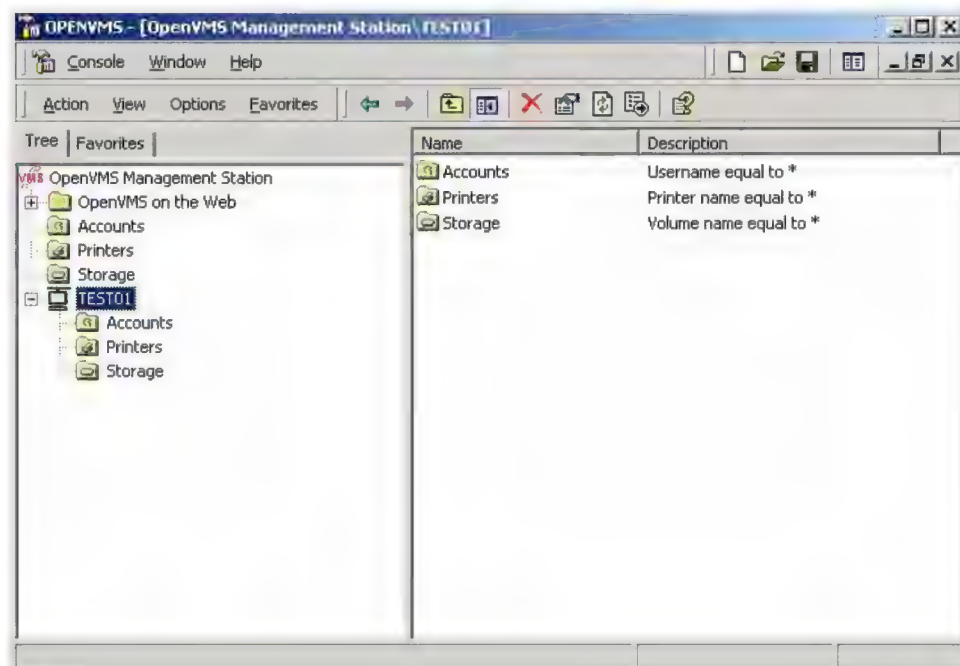 OPENVMS - [OpenVMS Management Station\TEST01]
Console Window Help
Action View Options Favorites
Tree Favorites
Name Description
VMS OpenVMS Management Station
OpenVMS on the Web
Accounts
Printers
Storage
TEST01
Accounts
Printers
Storage
Accounts Username equal to *
Printers Printer name equal to *
Storage Volume name equal to *